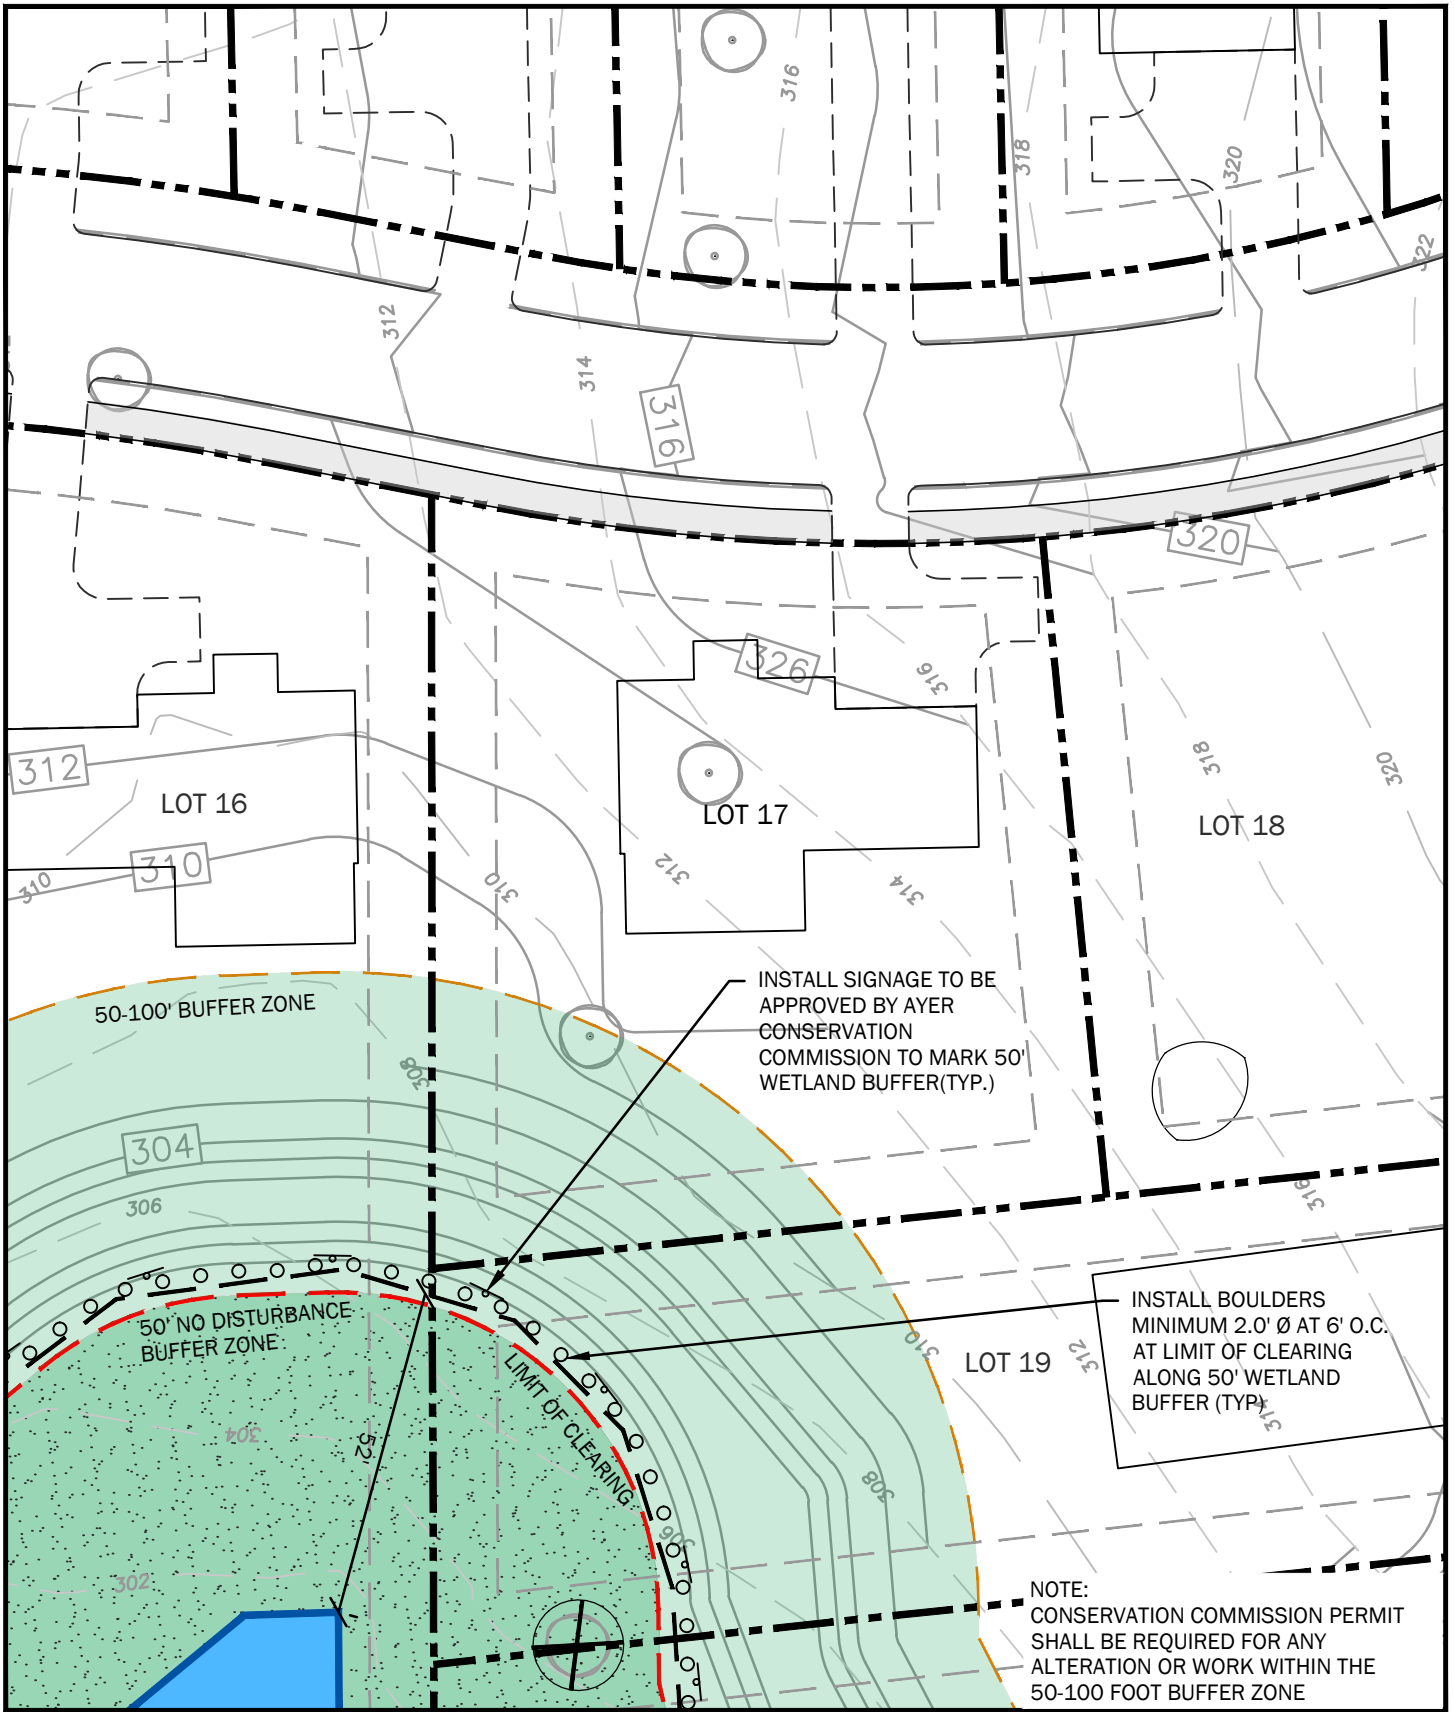 316
318
320
322
312
314
316
320
326
316
318
320
312
LOT 16
LOT 17
LOT 18
310
310
310
312
314
INSTALL SIGNAGE TO BE
APPROVED BY AYER
CONSERVATION
COMMISSION TO MARK 50'
WETLAND BUFFER(TYP.)
50-100' BUFFER ZONE
308
304
306
316
50' NO DISTURBANCE
BUFFER ZONE
LIMIT OF CLEARING
INSTALL BOULDERS
MINIMUM 2.0' Ø AT 6' O.C.
AT LIMIT OF CLEARING
ALONG 50' WETLAND
BUFFER (TYP)
310
LOT 19
312
314
304
52'
308
306
302
NOTE:
CONSERVATION COMMISSION PERMIT
SHALL BE REQUIRED FOR ANY
ALTERATION OR WORK WITHIN THE
50-100 FOOT BUFFER ZONE